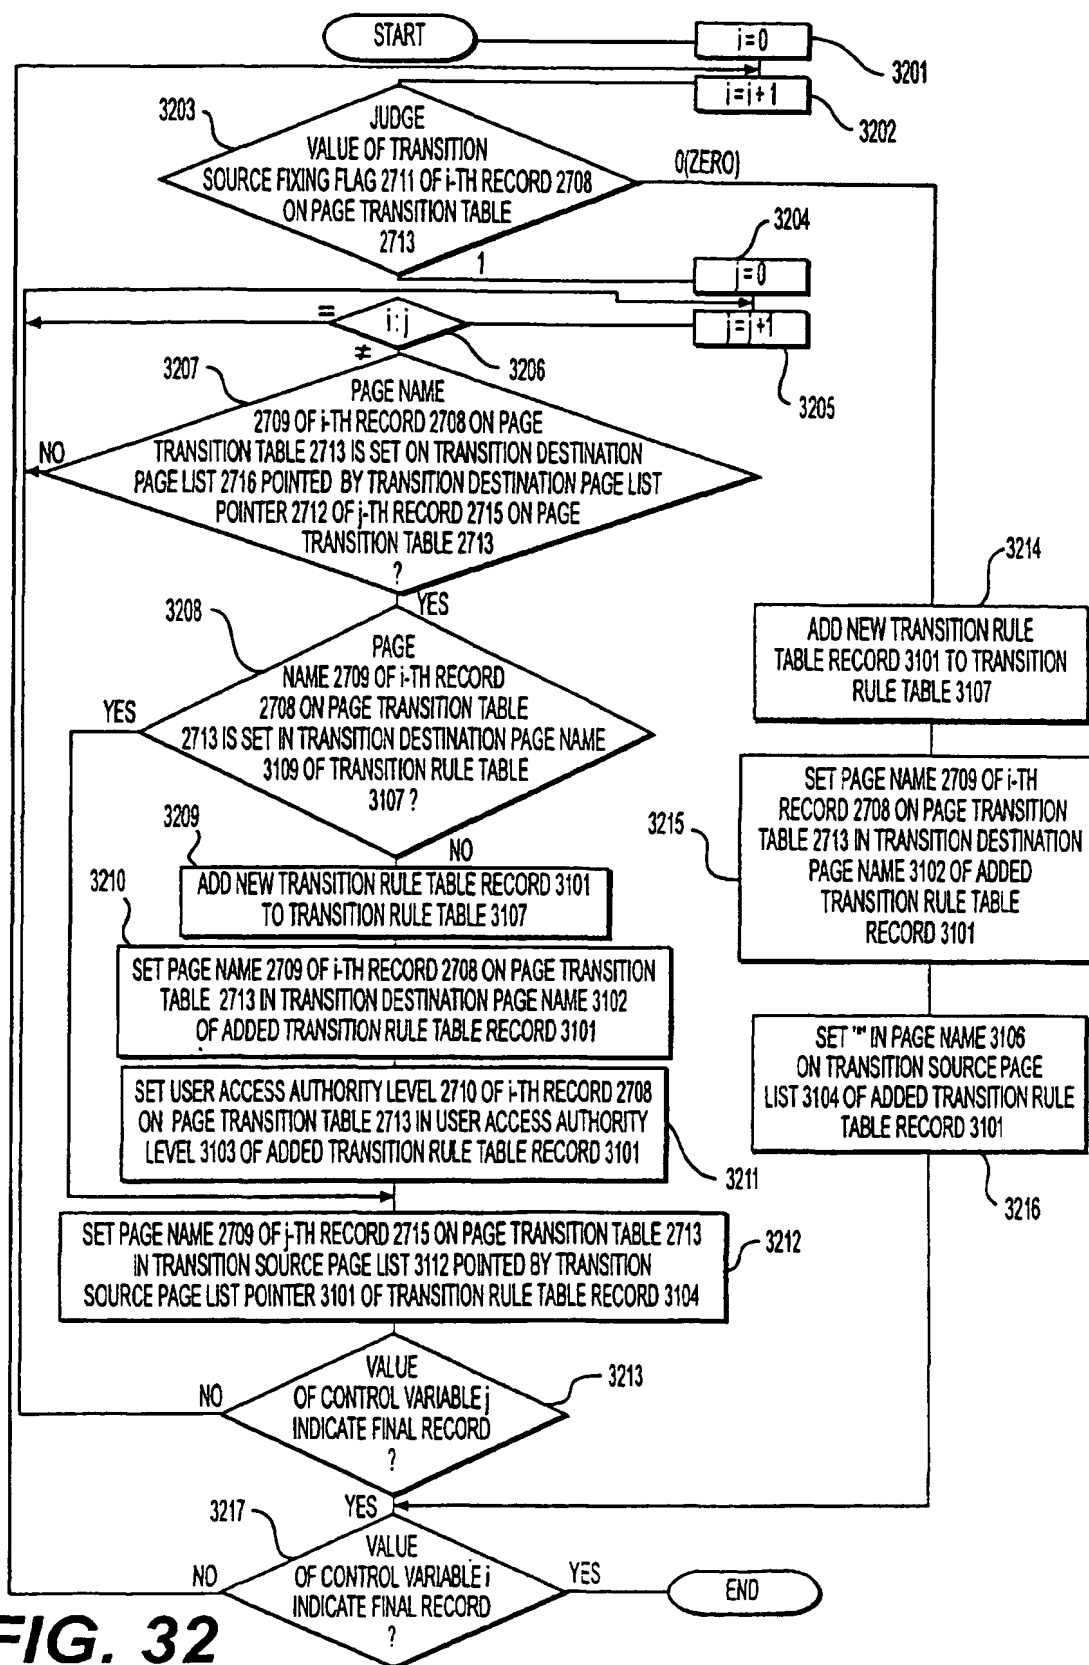 START
i=0
3201
i=i+1
3202
3203
JUDGE
VALUE OF TRANSITION
SOURCE FIXING FLAG 2711 OF i-TH RECORD 2708
ON PAGE TRANSITION TABLE
2713
0(ZERO)
1
3204
j=0
=
i:j
j=j+1
≠
3206
3205
3207
NO
PAGE NAME
2709 OF i-TH RECORD 2708 ON PAGE
TRANSITION TABLE 2713 IS SET ON TRANSITION DESTINATION
PAGE LIST 2716 POINTED BY TRANSITION DESTINATION PAGE LIST
POINTER 2712 OF j-TH RECORD 2715 ON PAGE
TRANSITION TABLE 2713
?
YES
3208
YES
PAGE
NAME 2709 OF i-TH RECORD
2708 ON PAGE TRANSITION TABLE
2713 IS SET IN TRANSITION DESTINATION PAGE NAME
3109 OF TRANSITION RULE TABLE
3107 ?
NO
3209
ADD NEW TRANSITION RULE TABLE RECORD 3101
TO TRANSITION RULE TABLE 3107
3210
SET PAGE NAME 2709 OF i-TH RECORD 2708 ON PAGE TRANSITION
TABLE 2713 IN TRANSITION DESTINATION PAGE NAME 3102
OF ADDED TRANSITION RULE TABLE RECORD 3101
SET USER ACCESS AUTHORITY LEVEL 2710 OF i-TH RECORD 2708
ON PAGE TRANSITION TABLE 2713 IN USER ACCESS AUTHORITY
LEVEL 3103 OF ADDED TRANSITION RULE TABLE RECORD 3101
3211
SET PAGE NAME 2709 OF j-TH RECORD 2715 ON PAGE TRANSITION TABLE 2713
IN TRANSITION SOURCE PAGE LIST 3112 POINTED BY TRANSITION
SOURCE PAGE LIST POINTER 3101 OF TRANSITION RULE TABLE RECORD 3104
3212
NO
VALUE
OF CONTROL VARIABLE j
INDICATE FINAL RECORD
?
3213
YES
3214
ADD NEW TRANSITION RULE
TABLE RECORD 3101 TO TRANSITION
RULE TABLE 3107
3215
SET PAGE NAME 2709 OF i-TH
RECORD 2708 ON PAGE TRANSITION
TABLE 2713 IN TRANSITION DESTINATION
PAGE NAME 3102 OF ADDED
TRANSITION RULE TABLE
RECORD 3101
SET "*" IN PAGE NAME 3106
ON TRANSITION SOURCE PAGE
LIST 3104 OF ADDED TRANSITION RULE
TABLE RECORD 3101
3216
3217
NO
VALUE
OF CONTROL VARIABLE i
INDICATE FINAL RECORD
?
YES
END
FIG. 32